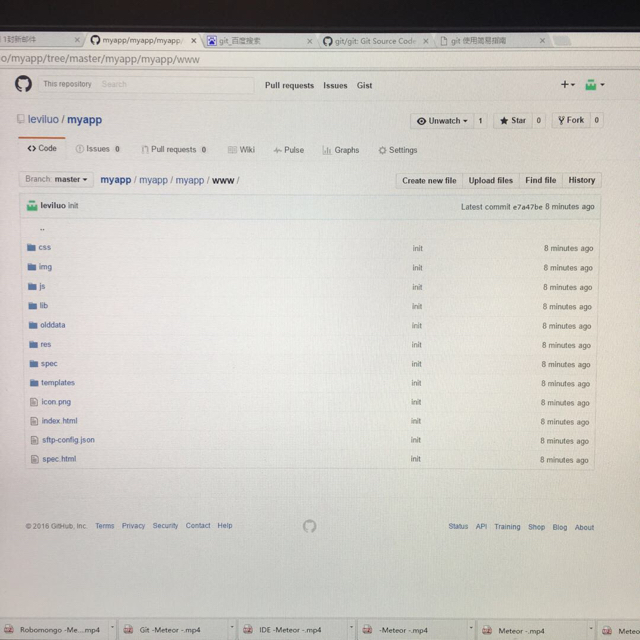 1封新邮件 × myapp/myapp/myapp. × git_百度搜索 × git/git: Git Source Code × git 使用简易指南 ×
o/myapp/tree/master/myapp/myapp/www
This repository Search Pull requests Issues Gist
leviluo / myapp Unwatch 1 Star 0 Fork 0
Code Issues 0 Pull requests 0 Wiki Pulse Graphs Settings
Branch: master myapp / myapp / myapp / www / Create new file Upload files Find file History
leviluo init Latest commit e7a47be 8 minutes ago
..
css init 8 minutes ago
img init 8 minutes ago
js init 8 minutes ago
lib init 8 minutes ago
olddata init 8 minutes ago
res init 8 minutes ago
spec init 8 minutes ago
templates init 8 minutes ago
icon.png init 8 minutes ago
index.html init 8 minutes ago
sftp-config.json init 8 minutes ago
spec.html init 8 minutes ago
© 2016 GitHub, Inc. Terms Privacy Security Contact Help Status API Training Shop Blog About
Robomongo -Me....mp4 Git -Meteor -.mp4 IDE -Meteor -.mp4 -Meteor -.mp4 Meteor -.mp4 Meteo